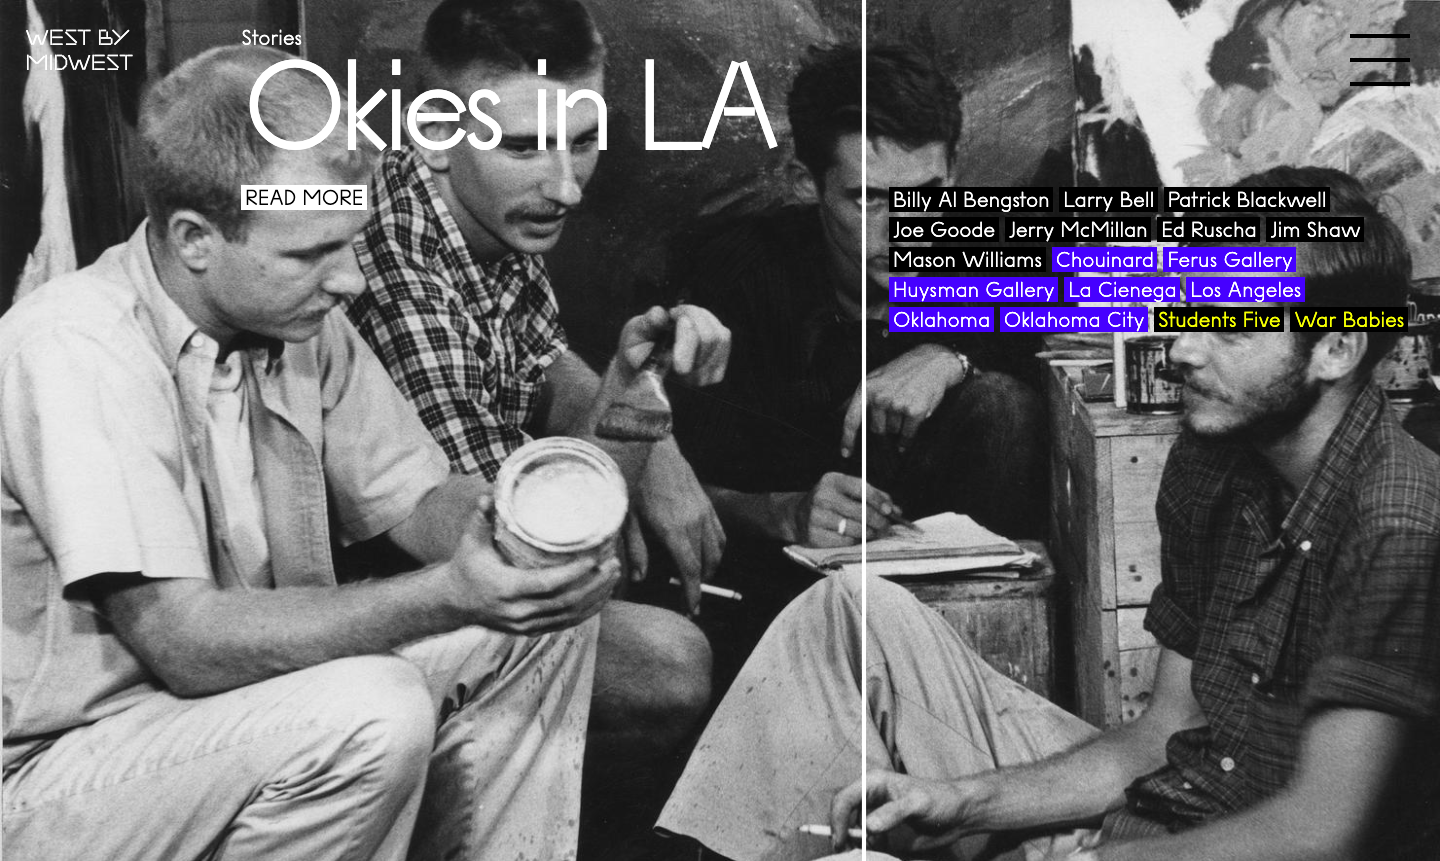 WEST BY
MIDWEST
Stories
Okies in LA
READ MORE
Billy Al Bengston Larry Bell Patrick Blackwell
Joe Goode Jerry McMillan Ed Ruscha Jim Shaw
Mason Williams Chouinard Ferus Gallery
Huysman Gallery La Cienega Los Angeles
Oklahoma Oklahoma City Students Five War Babies